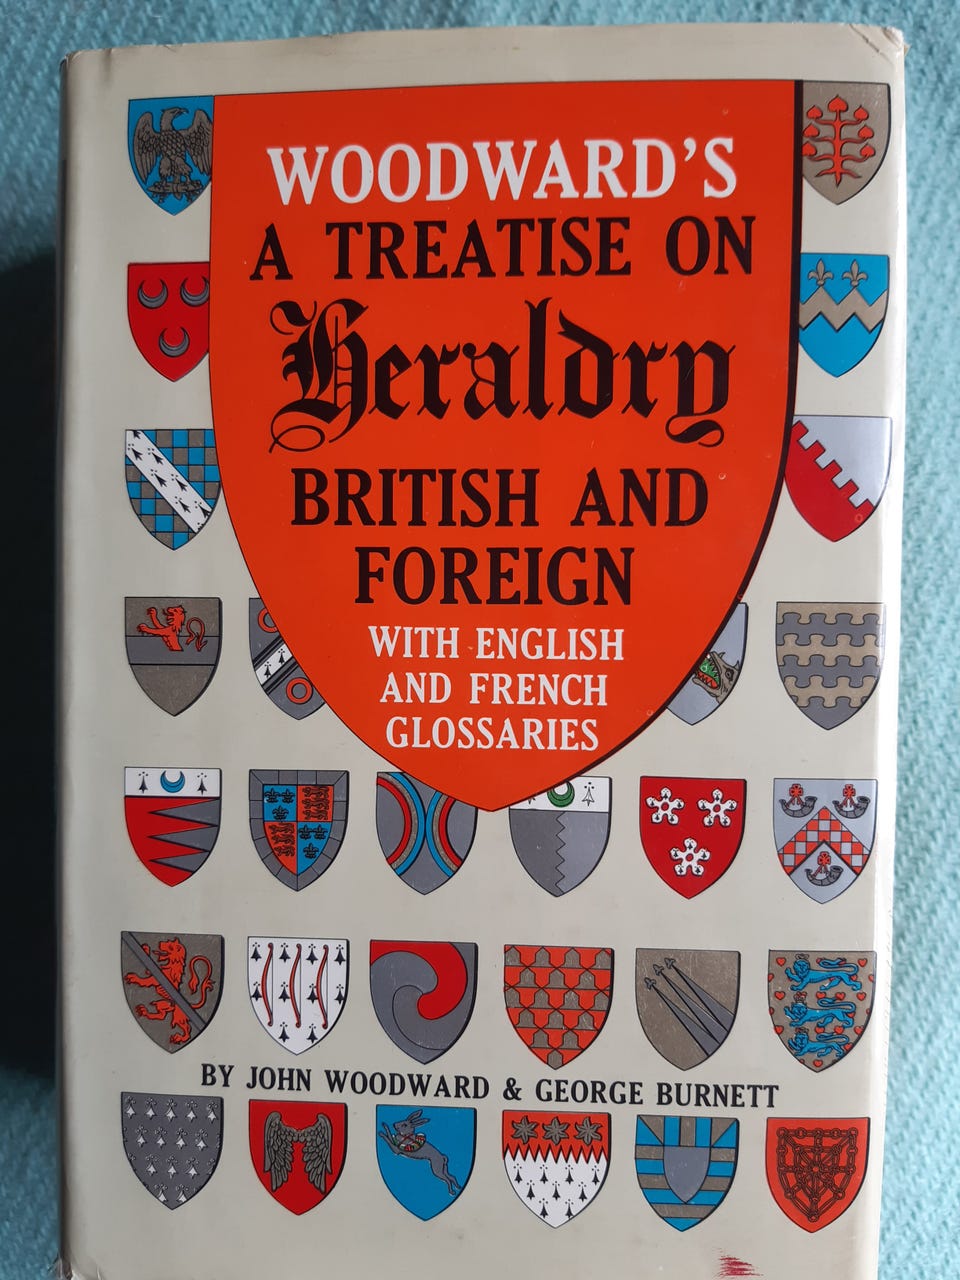 WOODWARD'S
A TREATISE ON
Heraldry
BRITISH AND
FOREIGN
WITH ENGLISH
AND FRENCH
GLOSSARIES
BY JOHN WOODWARD & GEORGE BURNETT